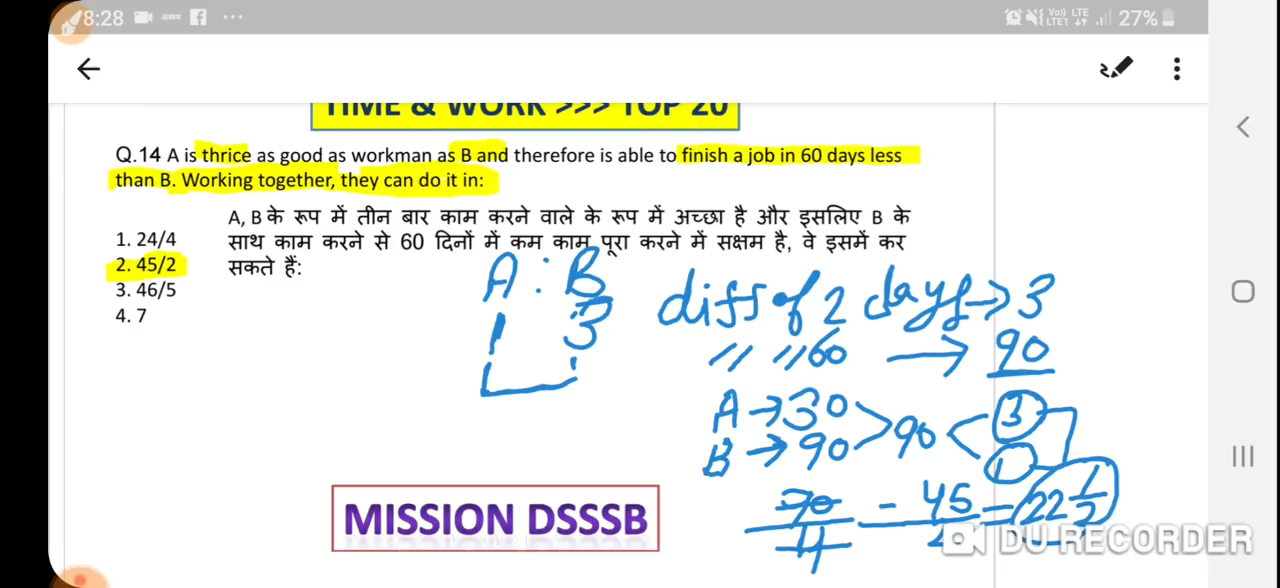 8:28
27%
TIME & WORK >>> TOP 20
Q.14 A is thrice as good as workman as B and therefore is able to finish a job in 60 days less
than B. Working together, they can do it in:
A, B के रूप में तीन बार काम करने वाले के रूप में अच्छा है और इसलिए B के
साथ काम करने से 60 दिनों में कम काम पूरा करने में सक्षम है, वे इसमें कर
सकते हैं:
1. 24/4
2. 45/2
3. 46/5
4. 7
A : B
1 3
diff of 2 days → 3
〃 〃 60 → 90
A → 30
B → 90
> 90 <
3
1
90/4 = 45/2 = 22 1/2
MISSION DSSSB
DU RECORDER